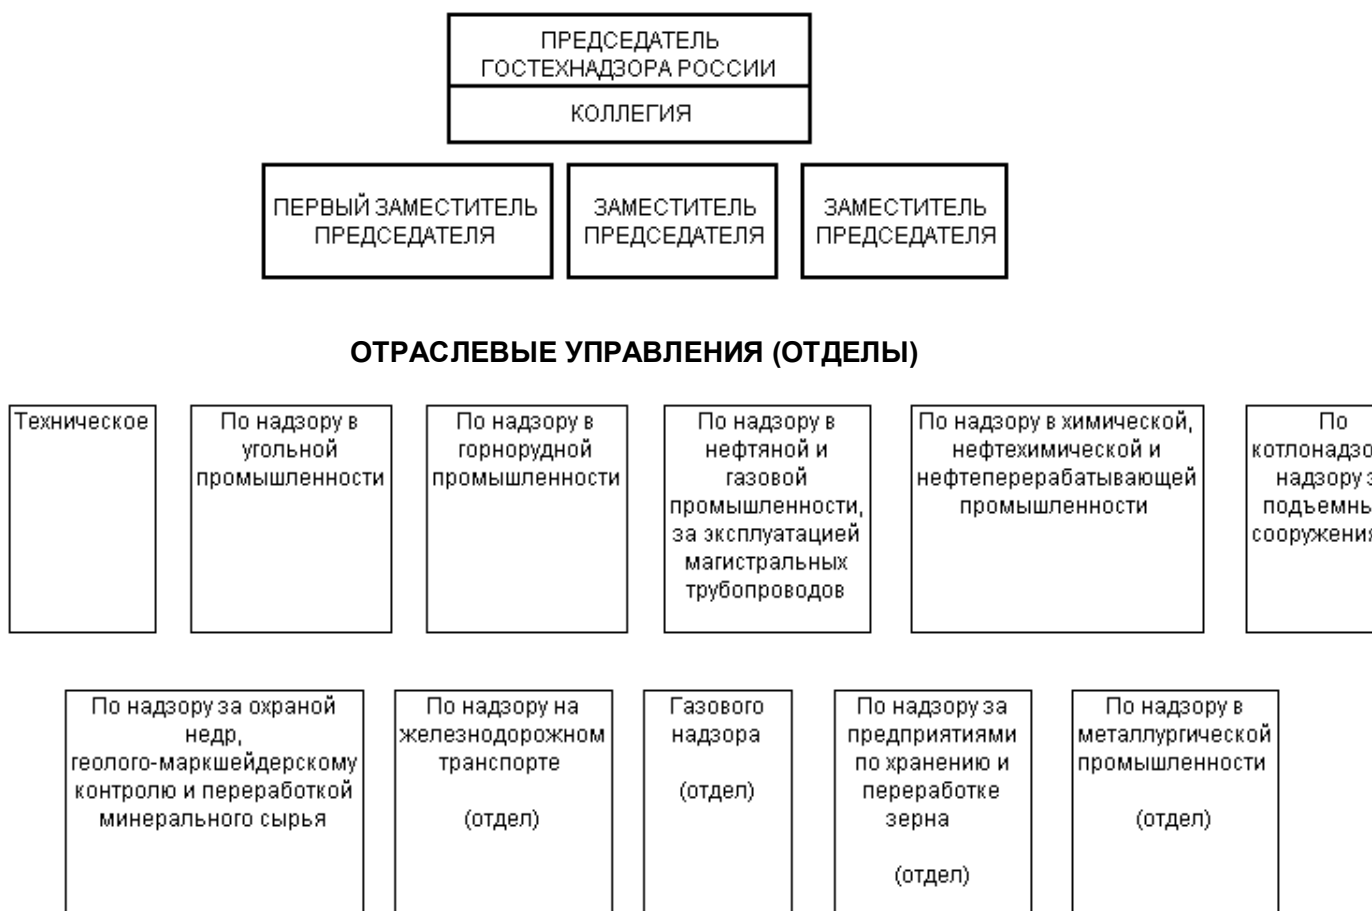 ПРЕДСЕДАТЕЛЬ
ГОСТЕХНАДЗОРА РОССИИ
КОЛЛЕГИЯ
ПЕРВЫЙ ЗАМЕСТИТЕЛЬ
ПРЕДСЕДАТЕЛЯ
ЗАМЕСТИТЕЛЬ
ПРЕДСЕДАТЕЛЯ
ЗАМЕСТИТЕЛЬ
ПРЕДСЕДАТЕЛЯ
ОТРАСЛЕВЫЕ УПРАВЛЕНИЯ (ОТДЕЛЫ)
Техническое
По надзору в
угольной
промышленности
По надзору в
горнорудной
промышленности
По надзору в
нефтяной и
газовой
промышленности,
за эксплуатацией
магистральных
трубопроводов
По надзору в химической,
нефтехимической и
нефтеперерабатывающей
промышленности
По
надзору
По надзору за охраной
недр,
геолого-маркшейдерскому
контролю и переработкой
минерального сырья
По надзору на
железнодорожном
транспорте
(отдел)
Газового
надзора
(отдел)
По надзору за
предприятиями
по хранению и
переработке
зерна
(отдел)
По надзору в
металлургической
промышленности
(отдел)